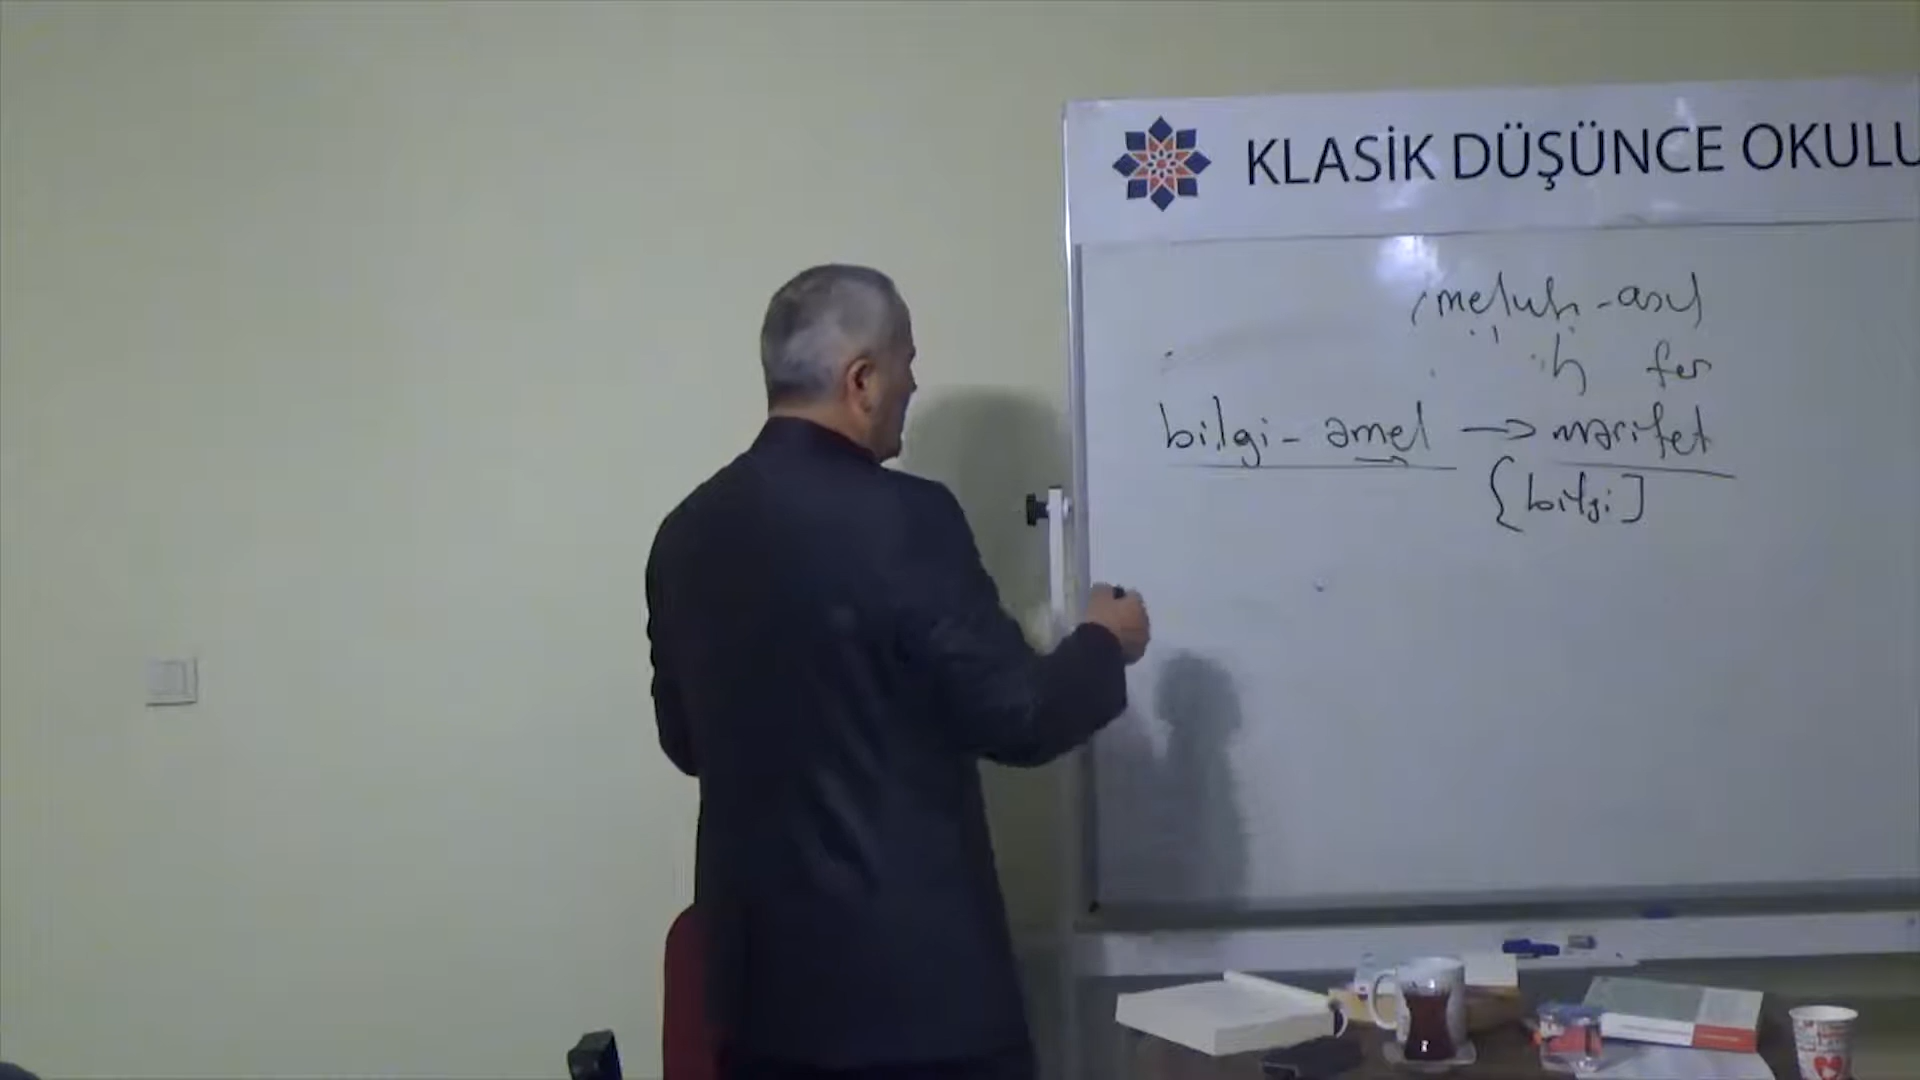 KLASİK DÜŞÜNCE OKULU
meluh - asıl
fer
bilgi - amel → marifet
{bilgi]